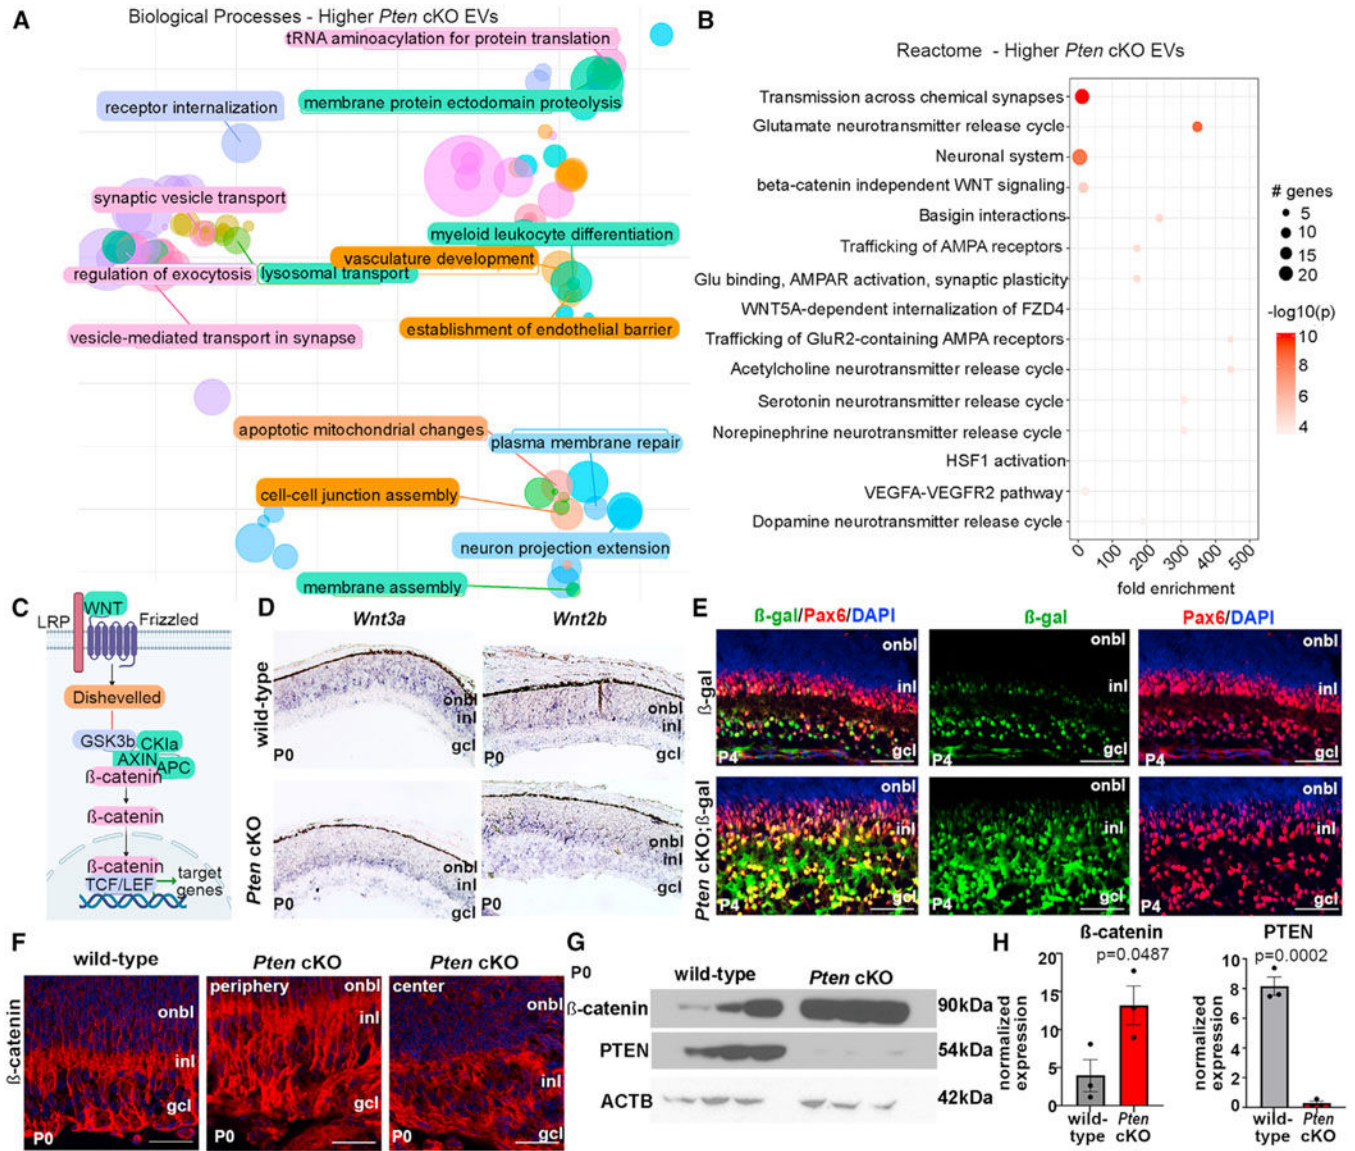 A
Biological Processes - Higher Pten cKO EVs
tRNA aminoacylation for protein translation
receptor internalization
membrane protein ectodomain proteolysis
synaptic vesicle transport
myeloid leukocyte differentiation
vasculature development
regulation of exocytosis
lysosomal transport
establishment of endothelial barrier
vesicle-mediated transport in synapse
apoptotic mitochondrial changes
plasma membrane repair
cell-cell junction assembly
neuron projection extension
membrane assembly
B
Reactome - Higher Pten cKO EVs
Transmission across chemical synapses
Glutamate neurotransmitter release cycle
Neuronal system
beta-catenin independent WNT signaling
Basigin interactions
Trafficking of AMPA receptors
Glu binding, AMPAR activation, synaptic plasticity
WNT5A-dependent internalization of FZD4
Trafficking of GluR2-containing AMPA receptors
Acetylcholine neurotransmitter release cycle
Serotonin neurotransmitter release cycle
Norepinephrine neurotransmitter release cycle
HSF1 activation
VEGFA-VEGFR2 pathway
Dopamine neurotransmitter release cycle
0 100 200 300 400 500
fold enrichment
# genes
5
10
15
20
-log10(p)
10
8
6
4
C
LRP
WNT
Frizzled
Dishevelled
GSK3b
CKIa
AXIN
APC
ß-catenin
ß-catenin
ß-catenin
TCF/LEF
target
genes
D
Wnt3a
Wnt2b
wild-type
onbl
inl
gcl
P0
onbl
inl
gcl
P0
Pten cKO
onbl
inl
gcl
P0
onbl
inl
gcl
P0
E
ß-gal/Pax6/DAPI
ß-gal
Pax6/DAPI
ß-gal
onbl
inl
gcl
P4
onbl
inl
gcl
P4
onbl
inl
gcl
P4
Pten cKO;ß-gal
onbl
inl
gcl
P4
onbl
inl
gcl
P4
onbl
inl
gcl
P4
F
wild-type
Pten cKO
Pten cKO
ß-catenin
onbl
inl
gcl
P0
periphery
onbl
inl
gcl
P0
center
onbl
inl
gcl
P0
G
P0
wild-type
Pten cKO
ß-catenin
90kDa
PTEN
54kDa
ACTB
42kDa
H
ß-catenin
p=0.0487
normalized
expression
20
15
10
5
0
wild-
type
Pten
cKO
PTEN
p=0.0002
normalized
expression
10
8
6
4
2
0
wild-
type
Pten
cKO